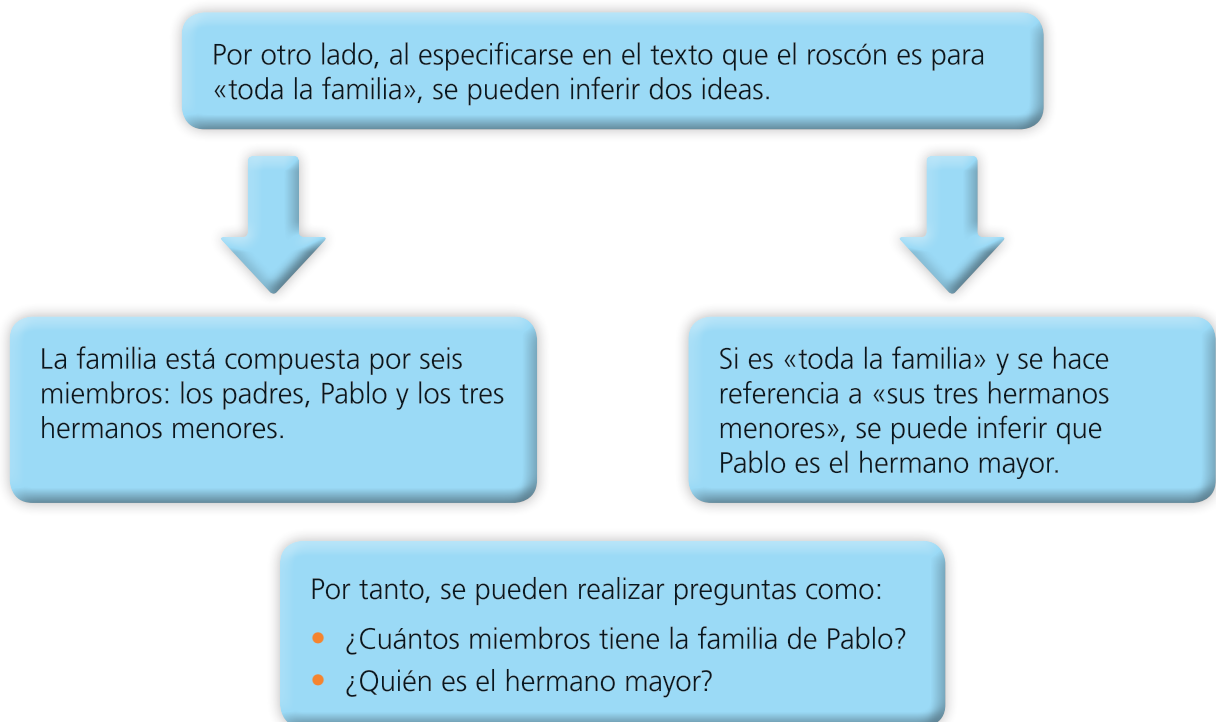 Por otro lado, al especificarse en el texto que el roscón es para
«toda la familia», se pueden inferir dos ideas.
La familia está compuesta por seis
miembros: los padres, Pablo y los tres
hermanos menores.
Si es «toda la familia» y se hace
referencia a «sus tres hermanos
menores», se puede inferir que
Pablo es el hermano mayor.
Por tanto, se pueden realizar preguntas como:
• ¿Cuántos miembros tiene la familia de Pablo?
• ¿Quién es el hermano mayor?